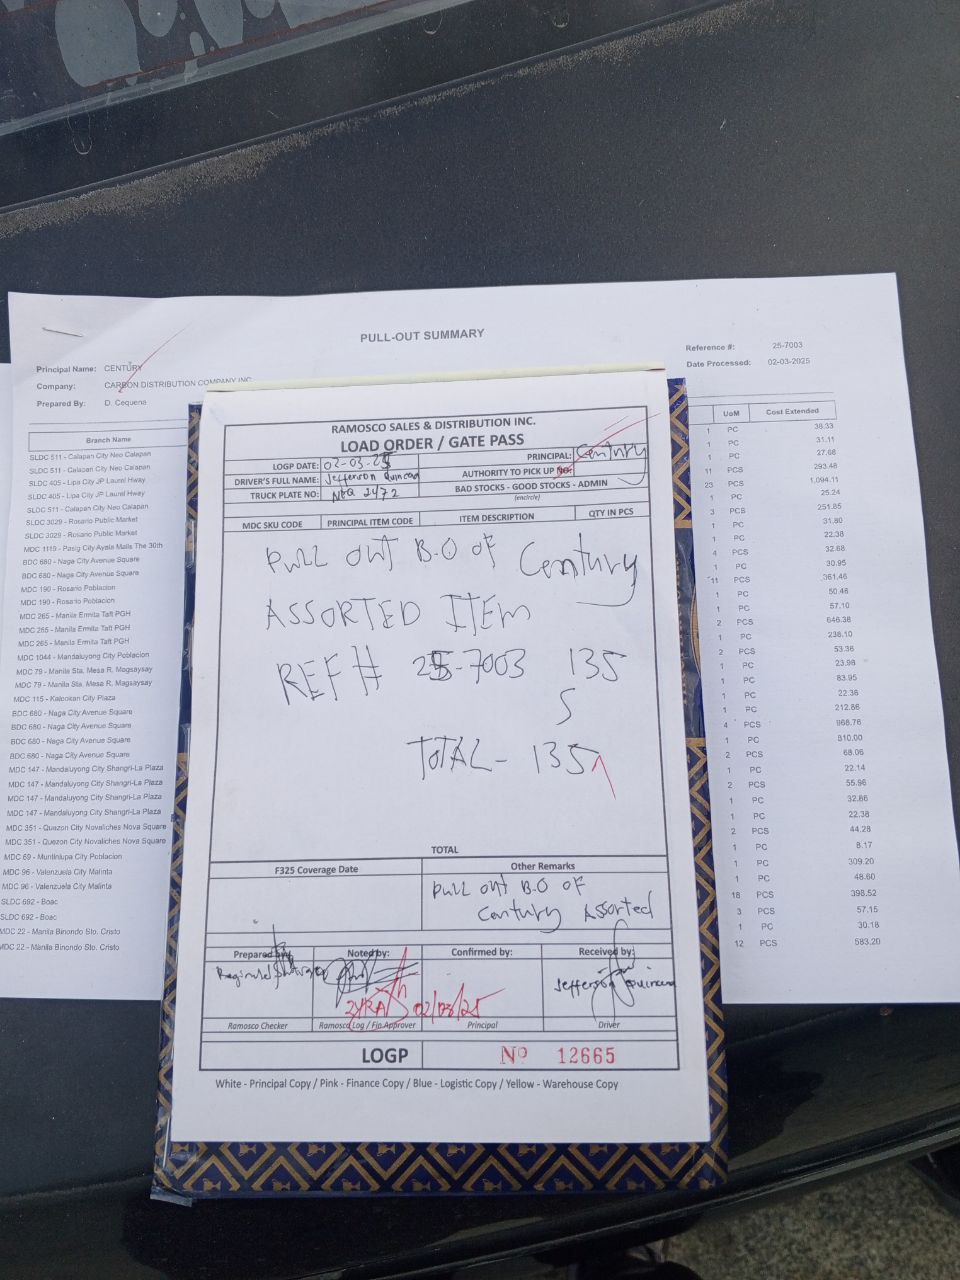 PULL-OUT SUMMARY
Principal Name: CENTURY
Company: CARBON DISTRIBUTION COMPANY INC
Prepared By: D. Cequena
Reference #: 25-7003
Date Processed: 02-03-2025
Branch Name
SLDC 511 - Calapan City Neo Calapan
SLDC 511 - Calapan City Neo Calapan
SLDC 405 - Lipa City JP Laurel Hway
SLDC 405 - Lipa City JP Laurel Hway
SLDC 511 - Calapan City Neo Calapan
SLDC 3029 - Rosario Public Market
SLDC 3029 - Rosario Public Market
MDC 1119 - Pasig City Ayala Malls The 30th
BDC 680 - Naga City Avenue Square
BDC 680 - Naga City Avenue Square
MDC 190 - Rosario Poblacion
MDC 190 - Rosario Poblacion
MDC 265 - Manila Ermita Taft PGH
MDC 265 - Manila Ermita Taft PGH
MDC 265 - Manila Ermita Taft PGH
MDC 1044 - Mandaluyong City Poblacion
MDC 79 - Manila Sta. Mesa R. Magsaysay
MDC 79 - Manila Sta. Mesa R. Magsaysay
MDC 115 - Kalookan City Plaza
BDC 680 - Naga City Avenue Square
BDC 680 - Naga City Avenue Square
BDC 680 - Naga City Avenue Square
BDC 680 - Naga City Avenue Square
MDC 147 - Mandaluyong City Shangri-La Plaza
MDC 147 - Mandaluyong City Shangri-La Plaza
MDC 147 - Mandaluyong City Shangri-La Plaza
MDC 147 - Mandaluyong City Shangri-La Plaza
MDC 351 - Quezon City Novaliches Nova Square
MDC 351 - Quezon City Novaliches Nova Square
MDC 69 - Muntinlupa City Poblacion
MDC 96 - Valenzuela City Malinta
MDC 96 - Valenzuela City Malinta
SLDC 692 - Boac
SLDC 692 - Boac
MDC 22 - Manila Binondo Sto. Cristo
MDC 22 - Manila Binondo Sto. Cristo
RAMOSCO SALES & DISTRIBUTION INC.
LOAD ORDER / GATE PASS
LOGP DATE: 02-03-25 PRINCIPAL: Century
DRIVER'S FULL NAME: Jefferson AUTHORITY TO PICK UP NO:
TRUCK PLATE NO: 2472 BAD STOCKS - GOOD STOCKS - ADMIN
(encircle)
MDC SKU CODE PRINCIPAL ITEM CODE ITEM DESCRIPTION QTY IN PCS
PULL OUT B.O OF Century
ASSORTED ITEM
REF # 25-7003 135
S
TOTAL - 135
TOTAL
F325 Coverage Date Other Remarks
PULL OUT B.O OF
Century Assorted
Prepared by: Noted by: Confirmed by: Received by:
Jefferson
ZYRA 02/03/25
Ramosco Checker Ramosco Log / Fin Approver Principal Driver
LOGP Nº 12665
White - Principal Copy / Pink - Finance Copy / Blue - Logistic Copy / Yellow - Warehouse Copy
UoM Cost Extended
1 PC 38.33
1 PC 31.11
1 PC 27.68
11 PCS 293.48
23 PCS 1,094.11
1 PC 25.24
3 PCS 251.85
1 PC 31.80
1 PC 22.38
4 PCS 32.68
1 PC 30.95
11 PCS 361.46
1 PC 50.46
1 PC 57.10
2 PCS 646.38
1 PC 238.10
2 PCS 53.38
1 PC 23.98
1 PC 83.95
1 PC 22.38
1 PC 212.86
4 PCS 968.76
1 PC 810.00
2 PCS 68.06
1 PC 22.14
2 PCS 55.96
1 PC 32.86
1 PC 22.38
2 PCS 44.28
1 PC 8.17
1 PC 309.20
1 PC 48.60
18 PCS 398.52
3 PCS 57.15
1 PC 30.18
12 PCS 583.20